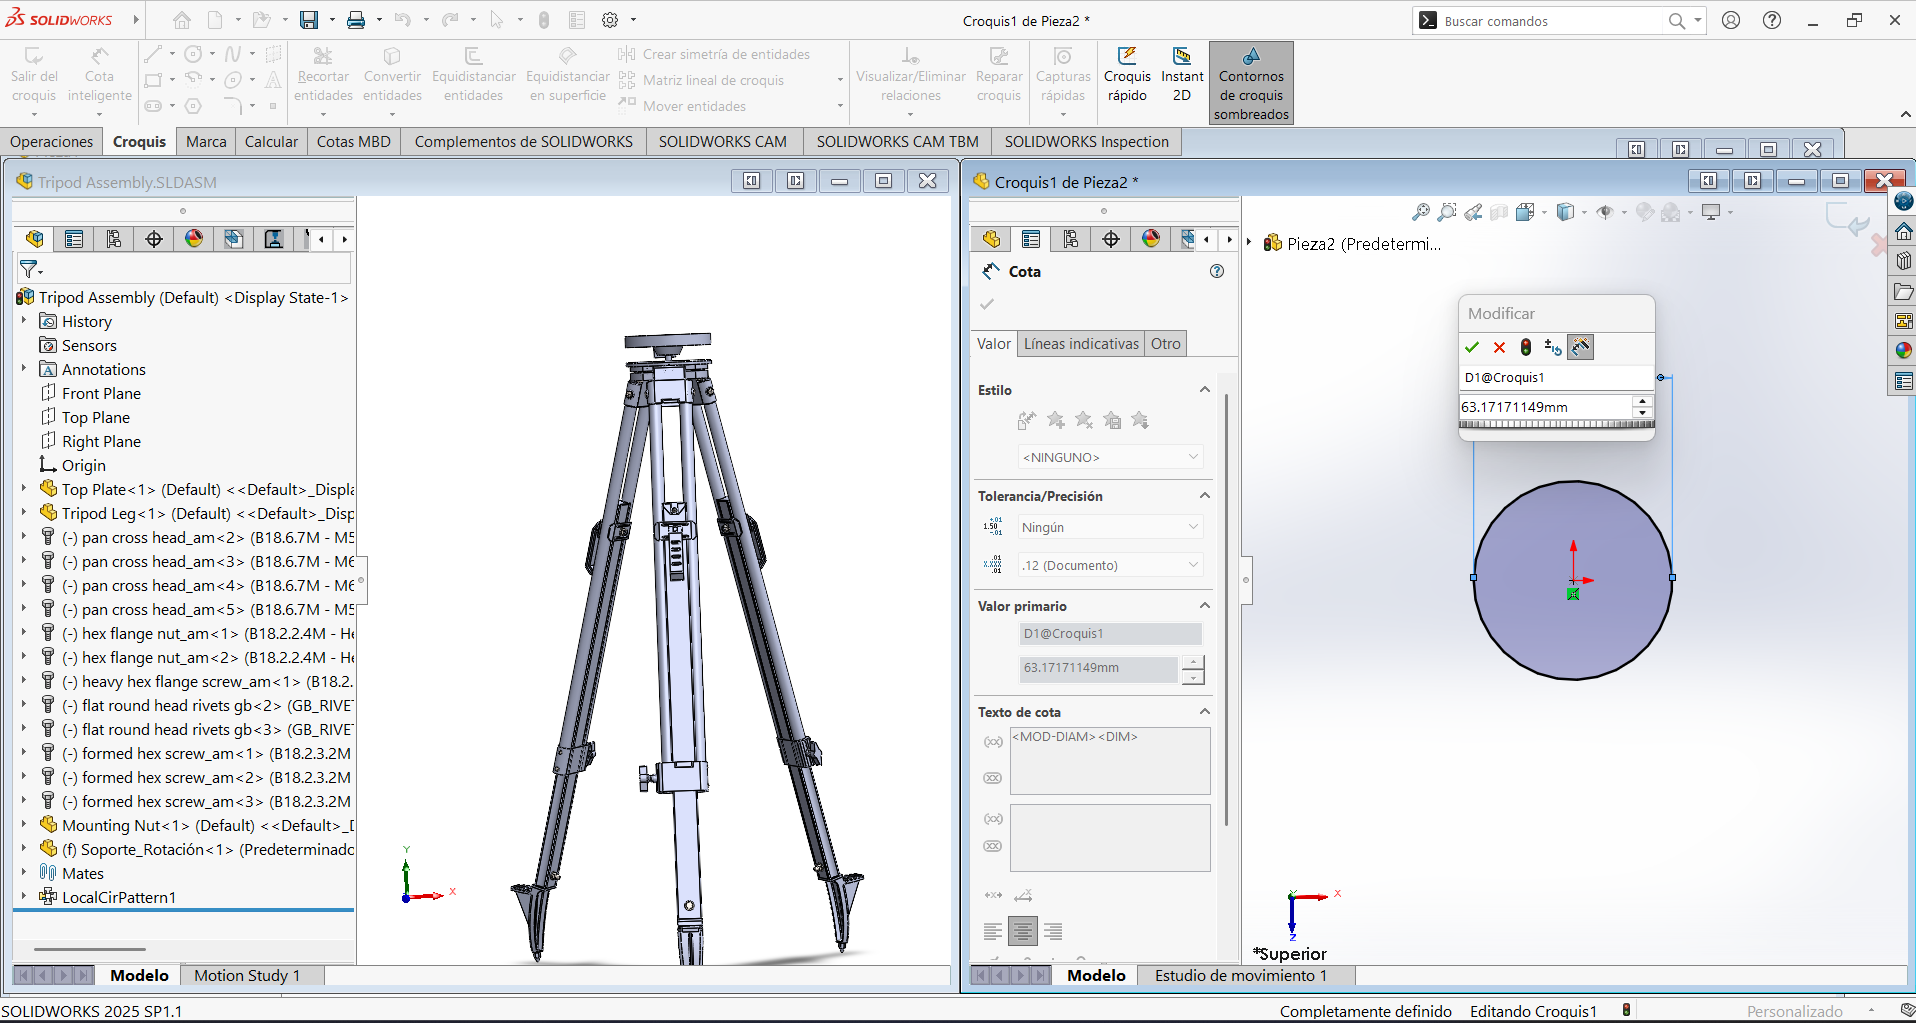 SOLIDWORKS
Croquis1 de Pieza2 *
Buscar comandos
Salir del croquis
Cota inteligente
Recortar entidades
Convertir entidades
Equidistanciar entidades
Equidistanciar en superficie
Crear simetría de entidades
Matriz lineal de croquis
Mover entidades
Visualizar/Eliminar relaciones
Reparar croquis
Capturas rápidas
Croquis rápido
Instant 2D
Contornos de croquis sombreados
Operaciones
Croquis
Marca
Calcular
Cotas MBD
Complementos de SOLIDWORKS
SOLIDWORKS CAM
SOLIDWORKS CAM TBM
SOLIDWORKS Inspection
Tripod Assembly.SLDASM
Tripod Assembly (Default) <Display State-1>
History
Sensors
Annotations
Front Plane
Top Plane
Right Plane
Origin
Top Plate<1> (Default) <<Default>_Displa
Tripod Leg<1> (Default) <<Default>_Disp
(-) pan cross head_am<2> (B18.6.7M - M5
(-) pan cross head_am<3> (B18.6.7M - M6
(-) pan cross head_am<4> (B18.6.7M - M6
(-) pan cross head_am<5> (B18.6.7M - M5
(-) hex flange nut_am<1> (B18.2.2.4M - He
(-) hex flange nut_am<2> (B18.2.2.4M - He
(-) heavy hex flange screw_am<1> (B18.2.
(-) flat round head rivets gb<2> (GB_RIVE
(-) flat round head rivets gb<3> (GB_RIVE
(-) formed hex screw_am<1> (B18.2.3.2M
(-) formed hex screw_am<2> (B18.2.3.2M
(-) formed hex screw_am<3> (B18.2.3.2M
Mounting Nut<1> (Default) <<Default>_D
(f) Soporte_Rotación<1> (Predeterminado
Mates
LocalCirPattern1
Y
X
Modelo
Motion Study 1
Croquis1 de Pieza2 *
Cota
Valor
Líneas indicativas
Otro
Estilo
<NINGUNO>
Tolerancia/Precisión
Ningún
.12 (Documento)
Valor primario
D1@Croquis1
63.17171149mm
Texto de cota
<MOD-DIAM><DIM>
Pieza2 (Predetermi...
Modificar
D1@Croquis1
63.17171149mm
X
Z
*Superior
Modelo
Estudio de movimiento 1
SOLIDWORKS 2025 SP1.1
Completamente definido
Editando Croquis1
Personalizado